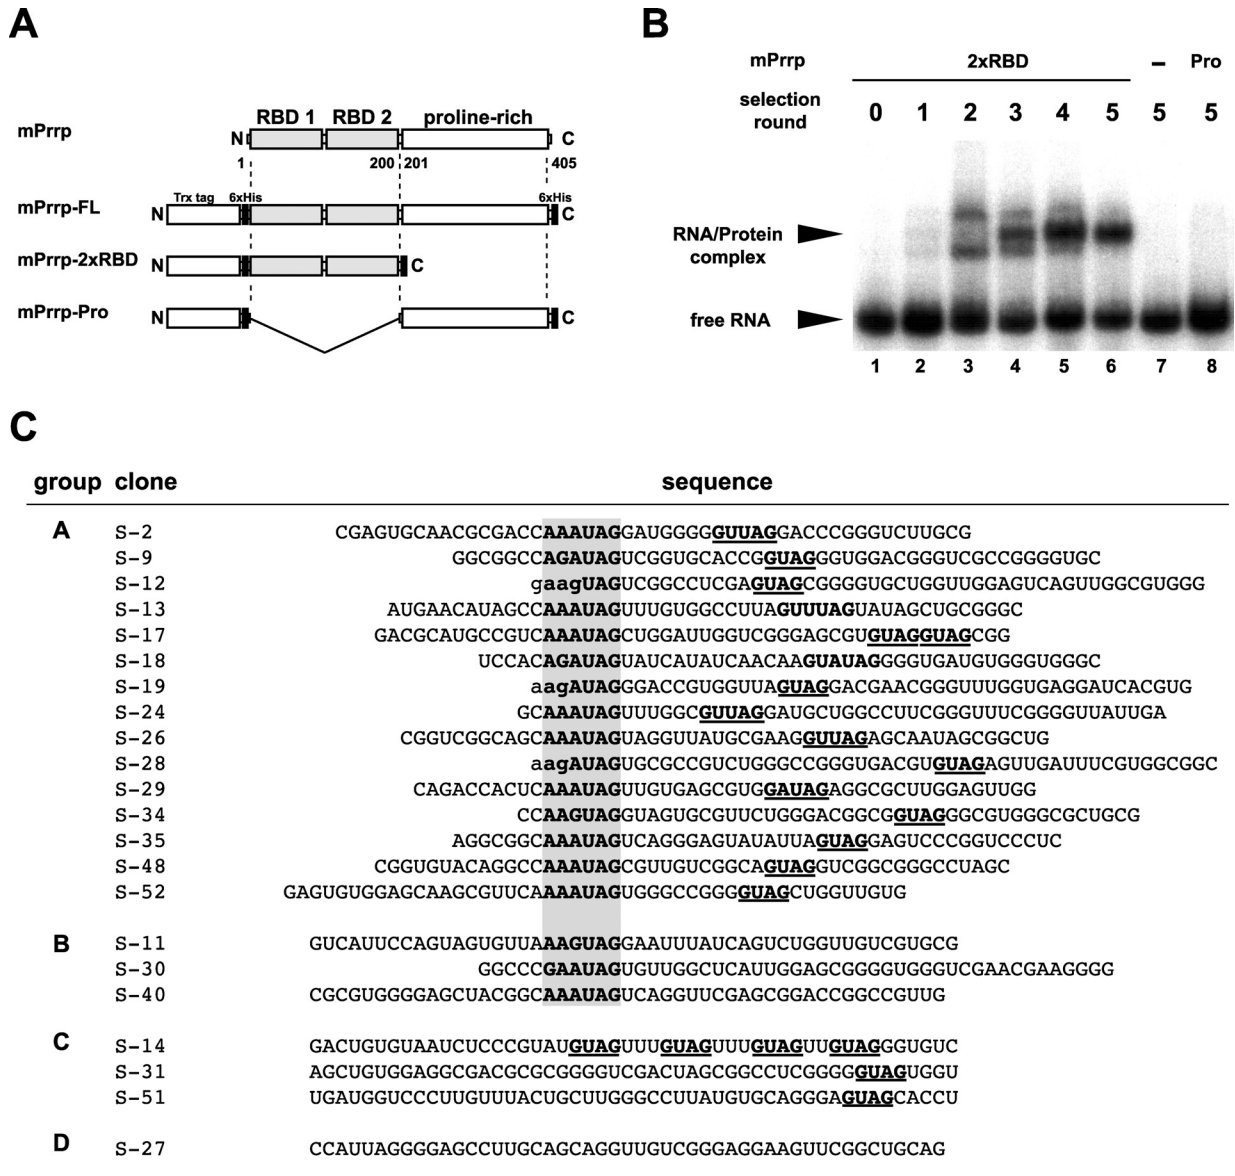 A
mPrrp
RBD 1 RBD 2 proline-rich
N C
1 200 201 405
mPrrp-FL
Trx tag 6xHis 6xHis
N C
mPrrp-2xRBD
N C
mPrrp-Pro
N C
B
mPrrp 2xRBD – Pro
selection round 0 1 2 3 4 5 5 5
RNA/Protein complex
free RNA
1 2 3 4 5 6 7 8
C
group clone sequence
A S-2 CGAGUGCAACGCGACCAAAUAGGAUGGGGGUUAGGACCCGGGUCUUGCG
S-9 GGCGGCCAGAUAGUCGGUGCACCGGUAGGGUGGACGGGUCGCCGGGGUGC
S-12 gaagUAGUCGGCCUCGAGUAGCGGGGUGCUGGUUGGAGUCAGUUGGCGUGGG
S-13 AUGAACAUAGCCAAAUAGUUUGUGGCCUUAGUUUAGUAUAGCUGCGGGC
S-17 GACGCAUGCCGUCAAAUAGCUGGAUUGGUCGGGAGCGUGUAGGUAGCGG
S-18 UCCACAGAUAGUAUCAUAUCAACAAGUAUAGGGGUGAUGUGGGUGGGC
S-19 aagAUAGGGACCGUGGUUAGUAGGACGAACGGGUUUGGUGAGGAUCACGUG
S-24 GCAAAUAGUUUGGCGUUAGGAUGCUGGCCUUCGGGUUUCGGGGUUAUUGA
S-26 CGGUCGGCAGCAAAUAGUAGGUUAUGCGAAGGUUAGAGCAAUAGCGGCUG
S-28 aagAUAGUGCGCCGUCUGGGCCGGGUGACGUGUAGAGUUGAUUUCGUGGCGGC
S-29 CAGACCACUCAAAUAGUUGUGAGCGUGGAUAGAGGCGCUUGGAGUUGG
S-34 CCAAGUAGGUAGUGCGUUCUGGGACGGCGGUAGGGCGUGGGCGCUGCG
S-35 AGGCGGCAAAUAGUCAGGGAGUAUAUUAGUAGGAGUCCCGGUCCCUC
S-48 CGGUGUACAGGCCAAAUAGCGUUGUCGGCAGUAGGUCGGCGGGCCUAGC
S-52 GAGUGUGGAGCAAGCGUUCAAAAUAGUGGGCCGGGGUAGCUGGUUGUG
B S-11 GUCAUUCCAGUAGUGUUAAAGUAGGAAUUUAUCAGUCUGGUUGUCGUGCG
S-30 GGCCCGAAUAGUGUUGGCUCAUUGGAGCGGGGUGGGUCGAACGAAGGGG
S-40 CGCGUGGGGAGCUACGGCAAAUAGUCAGGUUCGAGCGGACCGGCCGUUG
C S-14 GACUGUGUAAUCUCCCGUAUGUAGUUUGUAGUUUGUAGUUGUAGGGUGUC
S-31 AGCUGUGGAGGCGACGCGCGGGGUCGACUAGCGGCCUCGGGGGUAGUGGU
S-51 UGAUGGUCCCUUGUUUACUGCUUGGGCCUUAUGUGCAGGGAGUAGCACCU
D S-27 CCAUUAGGGGAGCCUUGCAGCAGGUUGUCGGGAGGAAGUUCGGCUGCAG